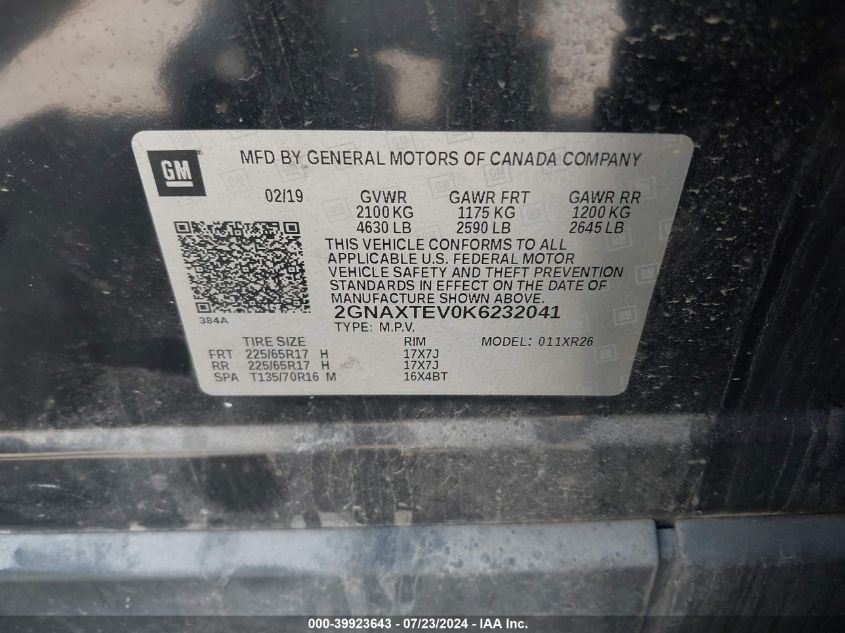 GM
MFD BY GENERAL MOTORS OF CANADA COMPANY
02/19 GVWR GAWR FRT GAWR RR
2100 KG 1175 KG 1200 KG
4630 LB 2590 LB 2645 LB
THIS VEHICLE CONFORMS TO ALL
APPLICABLE U.S. FEDERAL MOTOR
VEHICLE SAFETY AND THEFT PREVENTION
STANDARDS IN EFFECT ON THE DATE OF
MANUFACTURE SHOWN ABOVE.
384A
2GNAXTEV0K6232041
TYPE: M.P.V.
TIRE SIZE RIM MODEL: 011XR26
FRT 225/65R17 H 17X7J
RR 225/65R17 H 17X7J
SPA T135/70R16 M 16X4BT
000-39923643 / 07/23/2024 - IAA Inc.